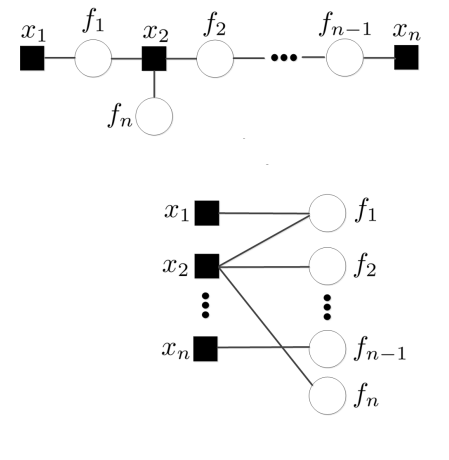 x₁ f₁ x₂ f₂ ••• fₙ₋₁ xₙ
fₙ
x₁ f₁
x₂ f₂
xₙ fₙ₋₁
fₙ